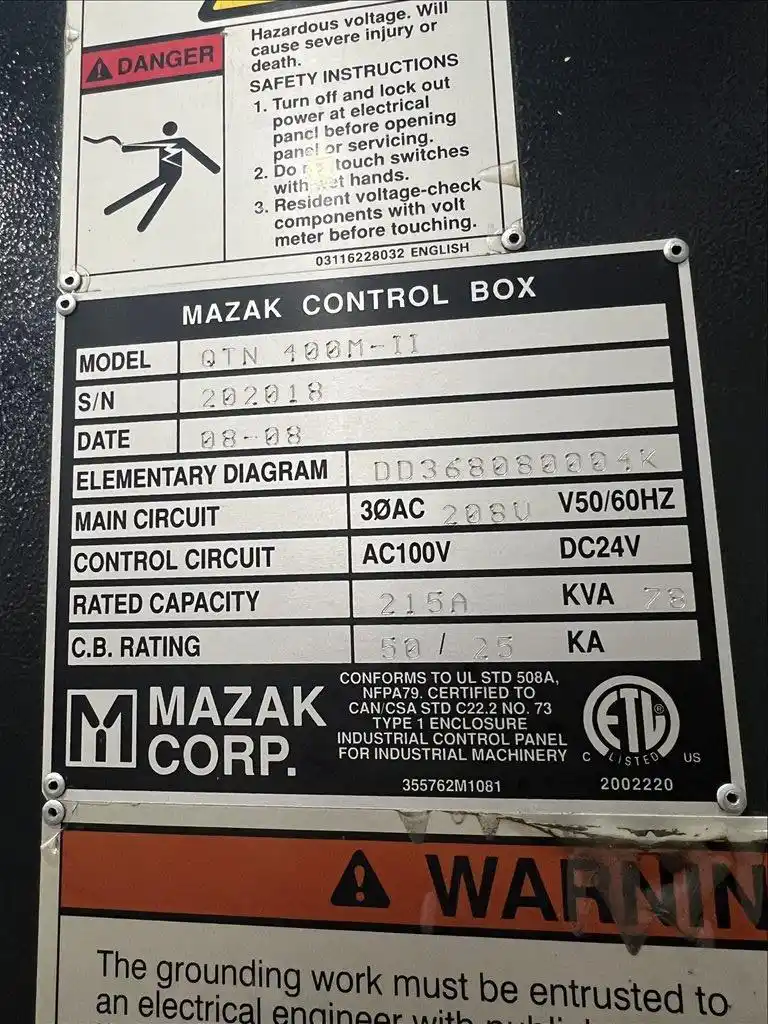 Hazardous voltage. Will
cause severe injury or
death.
DANGER
SAFETY INSTRUCTIONS
1. Turn off and lock out
power at electrical
panel before opening
panel or servicing.
2. Do not touch switches
with wet hands.
3. Resident voltage-check
components with volt
meter before touching.
03116228032 ENGLISH
MAZAK CONTROL BOX
MODEL QTN 400M-II
S/N 202018
DATE 08-08
ELEMENTARY DIAGRAM DD368080004K
MAIN CIRCUIT 3ØAC 208V V50/60HZ
CONTROL CIRCUIT AC100V DC24V
RATED CAPACITY 215A KVA 78
C.B. RATING 50 / 25 KA
M MAZAK CORP.
CONFORMS TO UL STD 508A,
NFPA79. CERTIFIED TO
CAN/CSA STD C22.2 NO. 73
TYPE 1 ENCLOSURE
INDUSTRIAL CONTROL PANEL
FOR INDUSTRIAL MACHINERY
355762M1081
ETL ®
C LISTED US
2002220
WARNIN
The grounding work must be entrusted to
an electrical engineer with